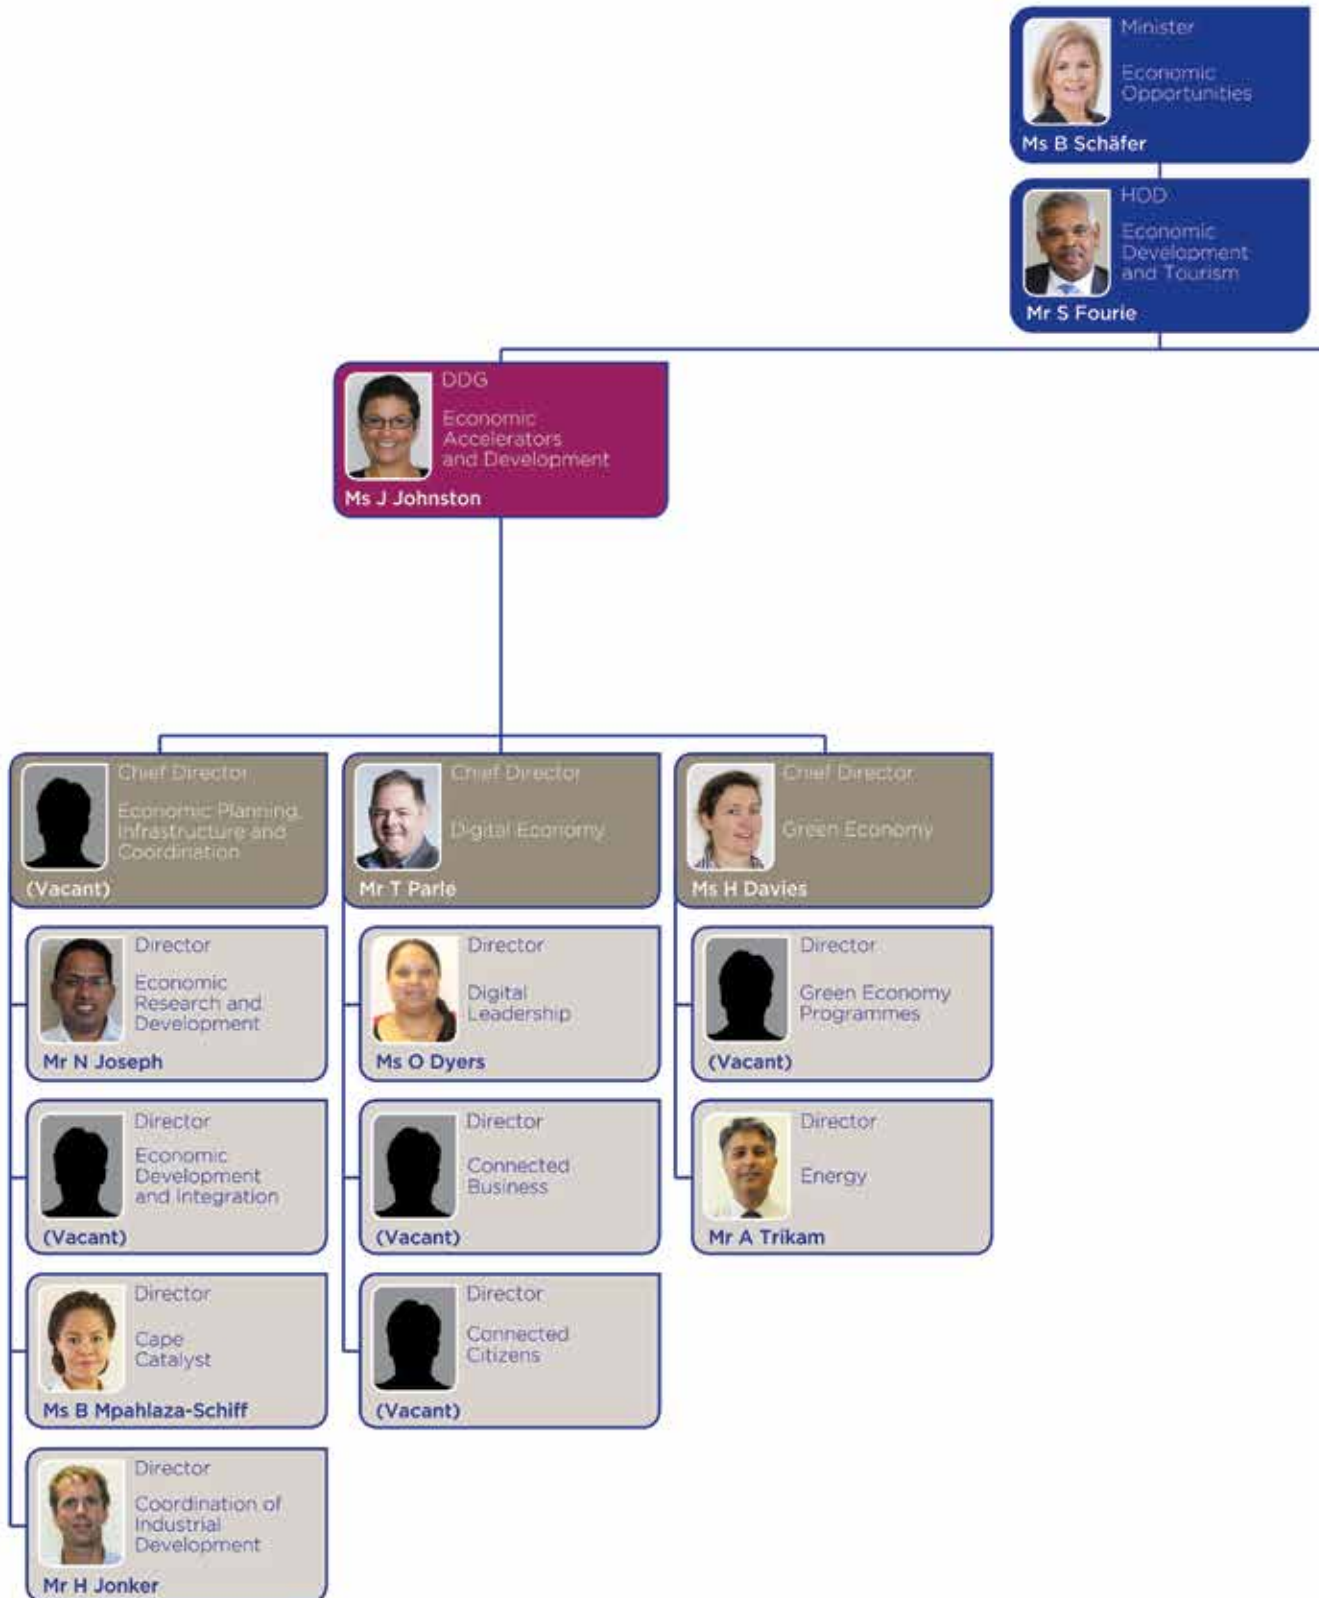 Minister
Economic
Opportunities
Ms B Schäfer
HOD
Economic
Development
and Tourism
Mr S Fourie
DDG
Economic
Accelerators
and Development
Ms J Johnston
Chief Director
Economic Planning,
Infrastructure and
Coordination
(Vacant)
Director
Economic
Research and
Development
Mr N Joseph
Director
Economic
Development
and Integration
(Vacant)
Director
Cape
Catalyst
Ms B Mpahlaza-Schiff
Director
Coordination of
Industrial
Development
Mr H Jonker
Chief Director
Digital Economy
Mr T Parle
Director
Digital
Leadership
Ms O Dyers
Director
Connected
Business
(Vacant)
Director
Connected
Citizens
(Vacant)
Chief Director
Green Economy
Ms H Davies
Director
Green Economy
Programmes
(Vacant)
Director
Energy
Mr A Trikam